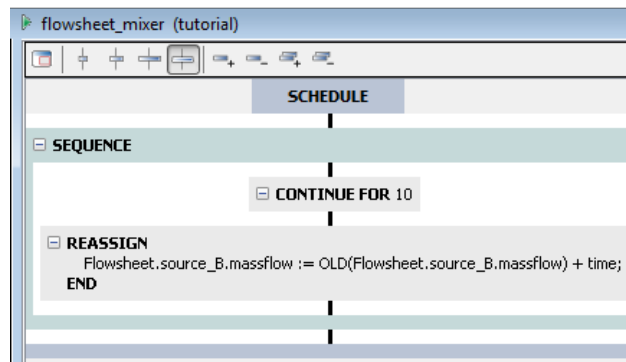 flowsheet_mixer (tutorial)
SCHEDULE
SEQUENCE
CONTINUE FOR 10
REASSIGN
Flowsheet.source_B.massflow := OLD(Flowsheet.source_B.massflow) + time;
END